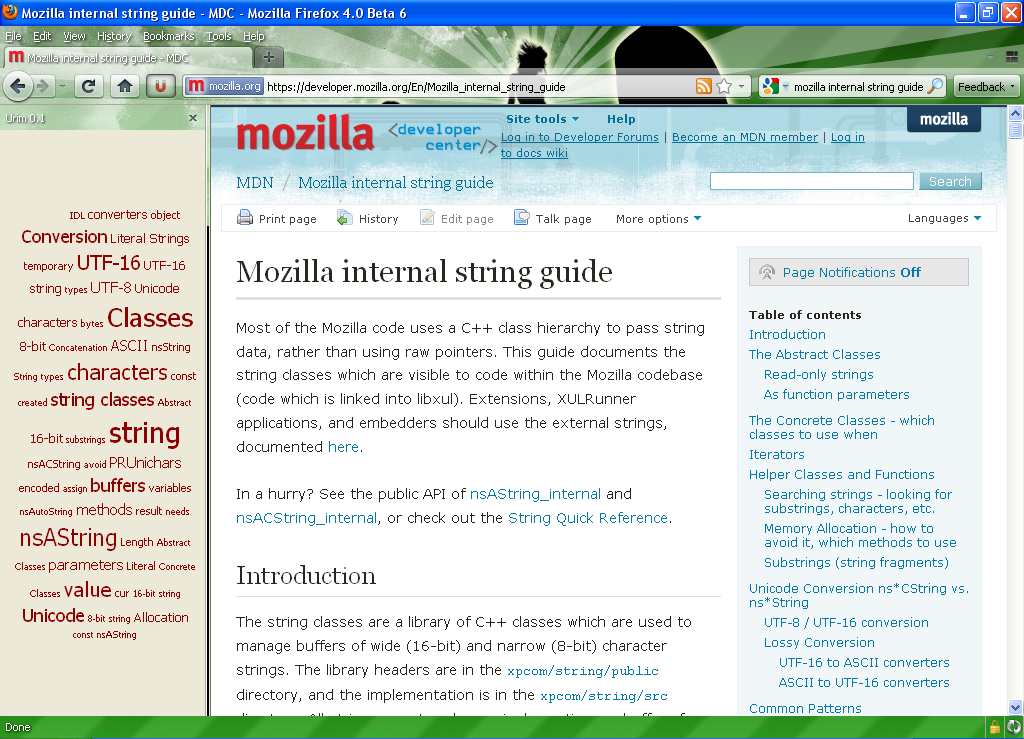 Mozilla internal string guide - MDC - Mozilla Firefox 4.0 Beta 6
File Edit View History Bookmarks Tools Help
m Mozilla internal string guide - MDC
m mozilla.org https://developer.mozilla.org/En/Mozilla_internal_string_guide mozilla internal string guide Feedback
Urim 0.1
IDL converters object
Conversion Literal Strings
temporary UTF-16 UTF-16
string types UTF-8 Unicode
characters bytes Classes
8-bit Concatenation ASCII nsString
String types characters const
created string classes Abstract
16-bit substrings string
nsACString avoid PRUnichars
encoded assign buffers variables
nsAutoString methods result needs
nsAString Length Abstract
Classes parameters Literal Concrete
Classes value cur 16-bit string
Unicode 8-bit string Allocation
const nsAString
mozilla <developer center/>
Site tools Help
mozilla
Log in to Developer Forums | Become an MDN member | Log in
to docs wiki
MDN / Mozilla internal string guide
Search
Print page History Edit page Talk page More options Languages
Mozilla internal string guide
Most of the Mozilla code uses a C++ class hierarchy to pass string
data, rather than using raw pointers. This guide documents the
string classes which are visible to code within the Mozilla codebase
(code which is linked into libxul). Extensions, XULRunner
applications, and embedders should use the external strings,
documented here.
In a hurry? See the public API of nsAString_internal and
nsACString_internal, or check out the String Quick Reference.
Introduction
The string classes are a library of C++ classes which are used to
manage buffers of wide (16-bit) and narrow (8-bit) character
strings. The library headers are in the xpcom/string/public
directory, and the implementation is in the xpcom/string/src
Page Notifications Off
Table of contents
Introduction
The Abstract Classes
Read-only strings
As function parameters
The Concrete Classes - which
classes to use when
Iterators
Helper Classes and Functions
Searching strings - looking for
substrings, characters, etc.
Memory Allocation - how to
avoid it, which methods to use
Substrings (string fragments)
Unicode Conversion ns*CString vs.
ns*String
UTF-8 / UTF-16 conversion
Lossy Conversion
UTF-16 to ASCII converters
ASCII to UTF-16 converters
Common Patterns
Done